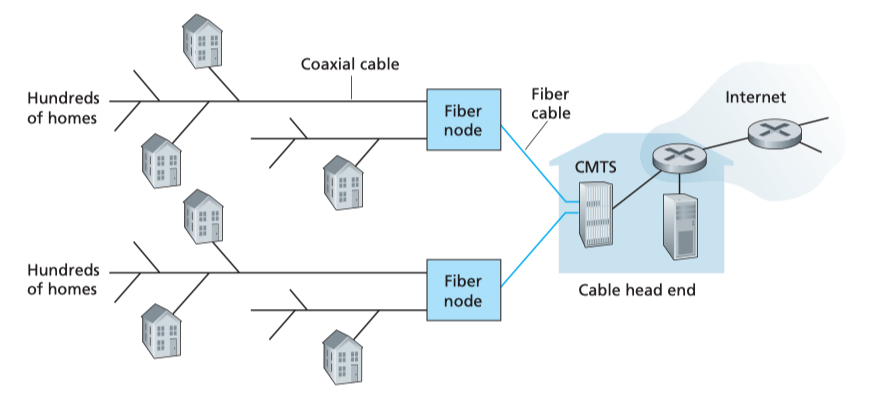 Coaxial cable
Hundreds
of homes
Fiber
node
Fiber
cable
Internet
CMTS
Hundreds
of homes
Fiber
node
Cable head end